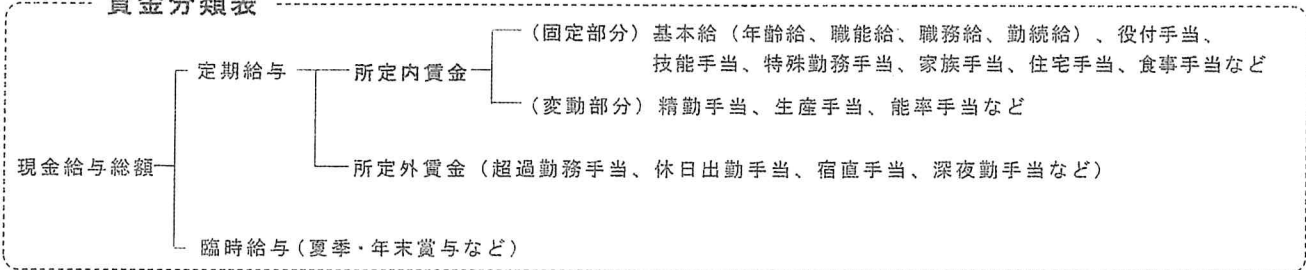 賃金分類表
(固定部分) 基本給(年齢給、職能給、職務給、勤続給)、役付手当、
技能手当、特殊勤務手当、家族手当、住宅手当、食事手当など
定期給与
所定内賃金
(変動部分) 精勤手当、生産手当、能率手当など
現金給与総額
所定外賃金(超過勤務手当、休日出勤手当、宿直手当、深夜勤手当など)
臨時給与(夏季・年末賞与など)